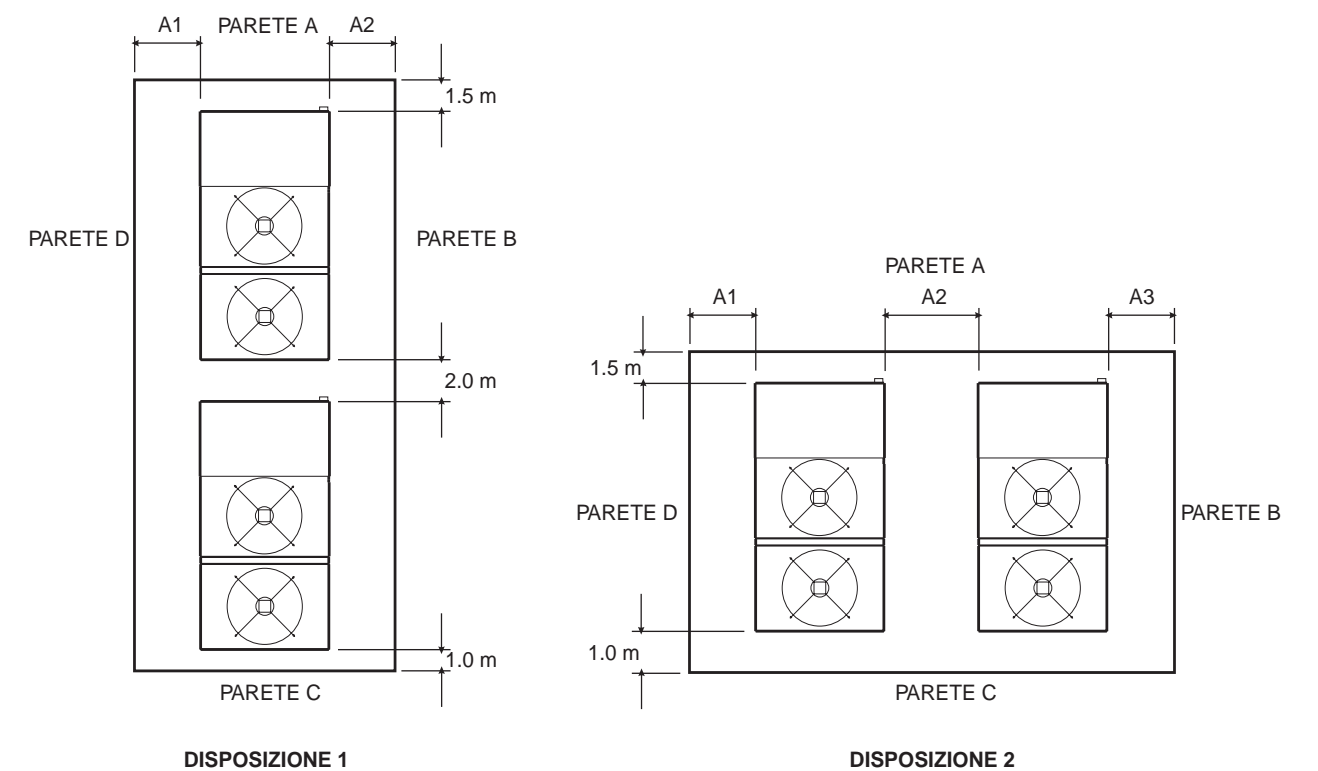 A1 PARETE A A2
1.5 m
PARETE D
PARETE B
2.0 m
1.0 m
PARETE C
DISPOSIZIONE 1
PARETE A
A1 A2 A3
1.5 m
PARETE D
PARETE B
1.0 m
PARETE C
DISPOSIZIONE 2